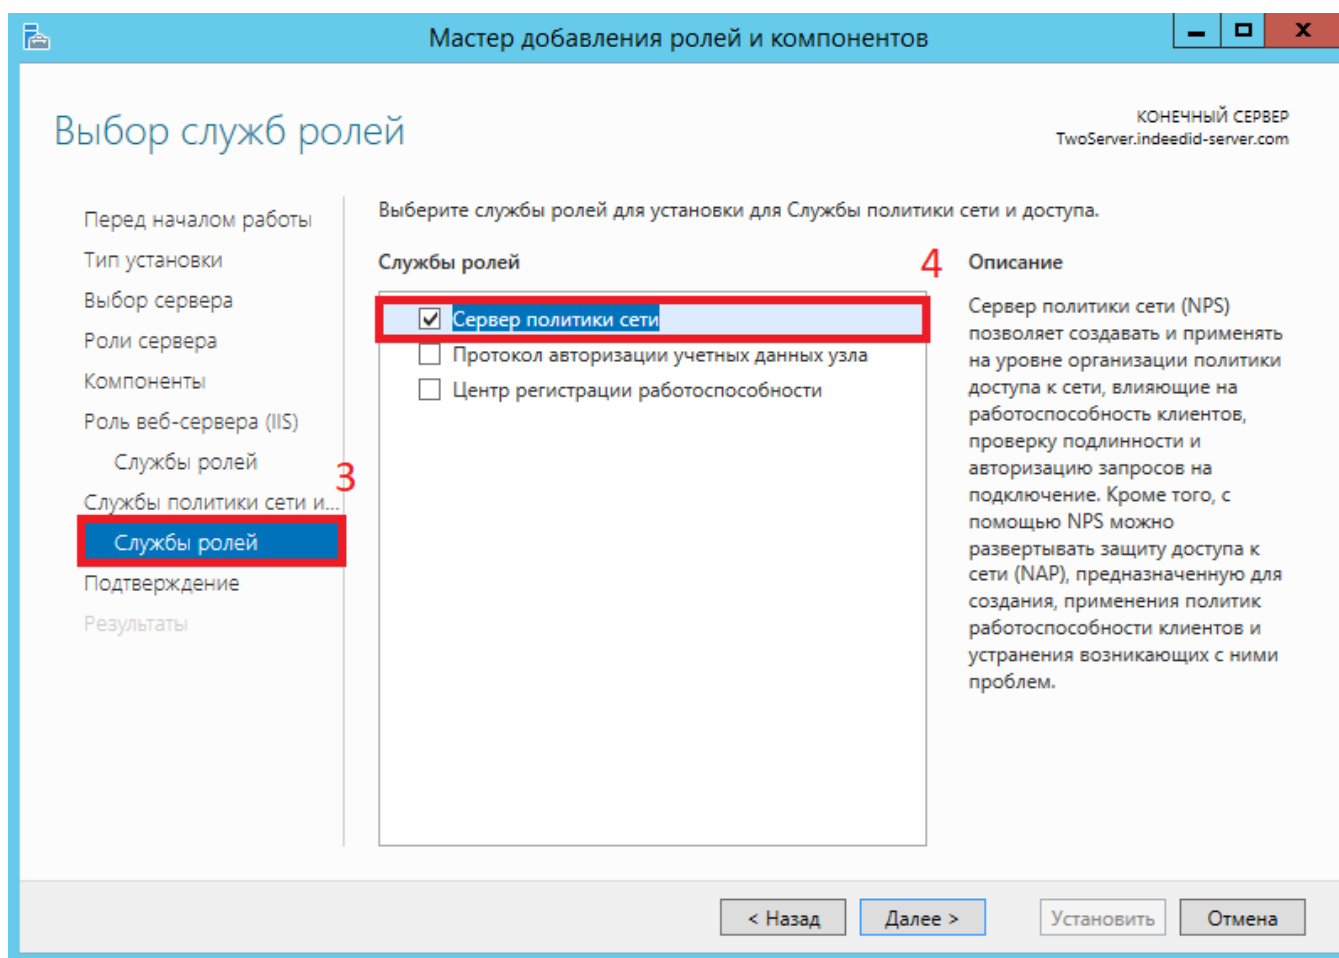 Мастер добавления ролей и компонентов
Выбор служб ролей
КОНЕЧНЫЙ СЕРВЕР
TwoServer.indeedid-server.com
Перед началом работы
Тип установки
Выбор сервера
Роли сервера
Компоненты
Роль веб-сервера (IIS)
Службы ролей
3
Службы политики сети и...
Службы ролей
Подтверждение
Результаты
Выберите службы ролей для установки для Службы политики сети и доступа.
Службы ролей
4
Сервер политики сети
Протокол авторизации учетных данных узла
Центр регистрации работоспособности
Описание
Сервер политики сети (NPS)
позволяет создавать и применять
на уровне организации политики
доступа к сети, влияющие на
работоспособность клиентов,
проверку подлинности и
авторизацию запросов на
подключение. Кроме того, с
помощью NPS можно
развертывать защиту доступа к
сети (NAP), предназначенную для
создания, применения политик
работоспособности клиентов и
устранения возникающих с ними
проблем.
< Назад
Далее >
Установить
Отмена